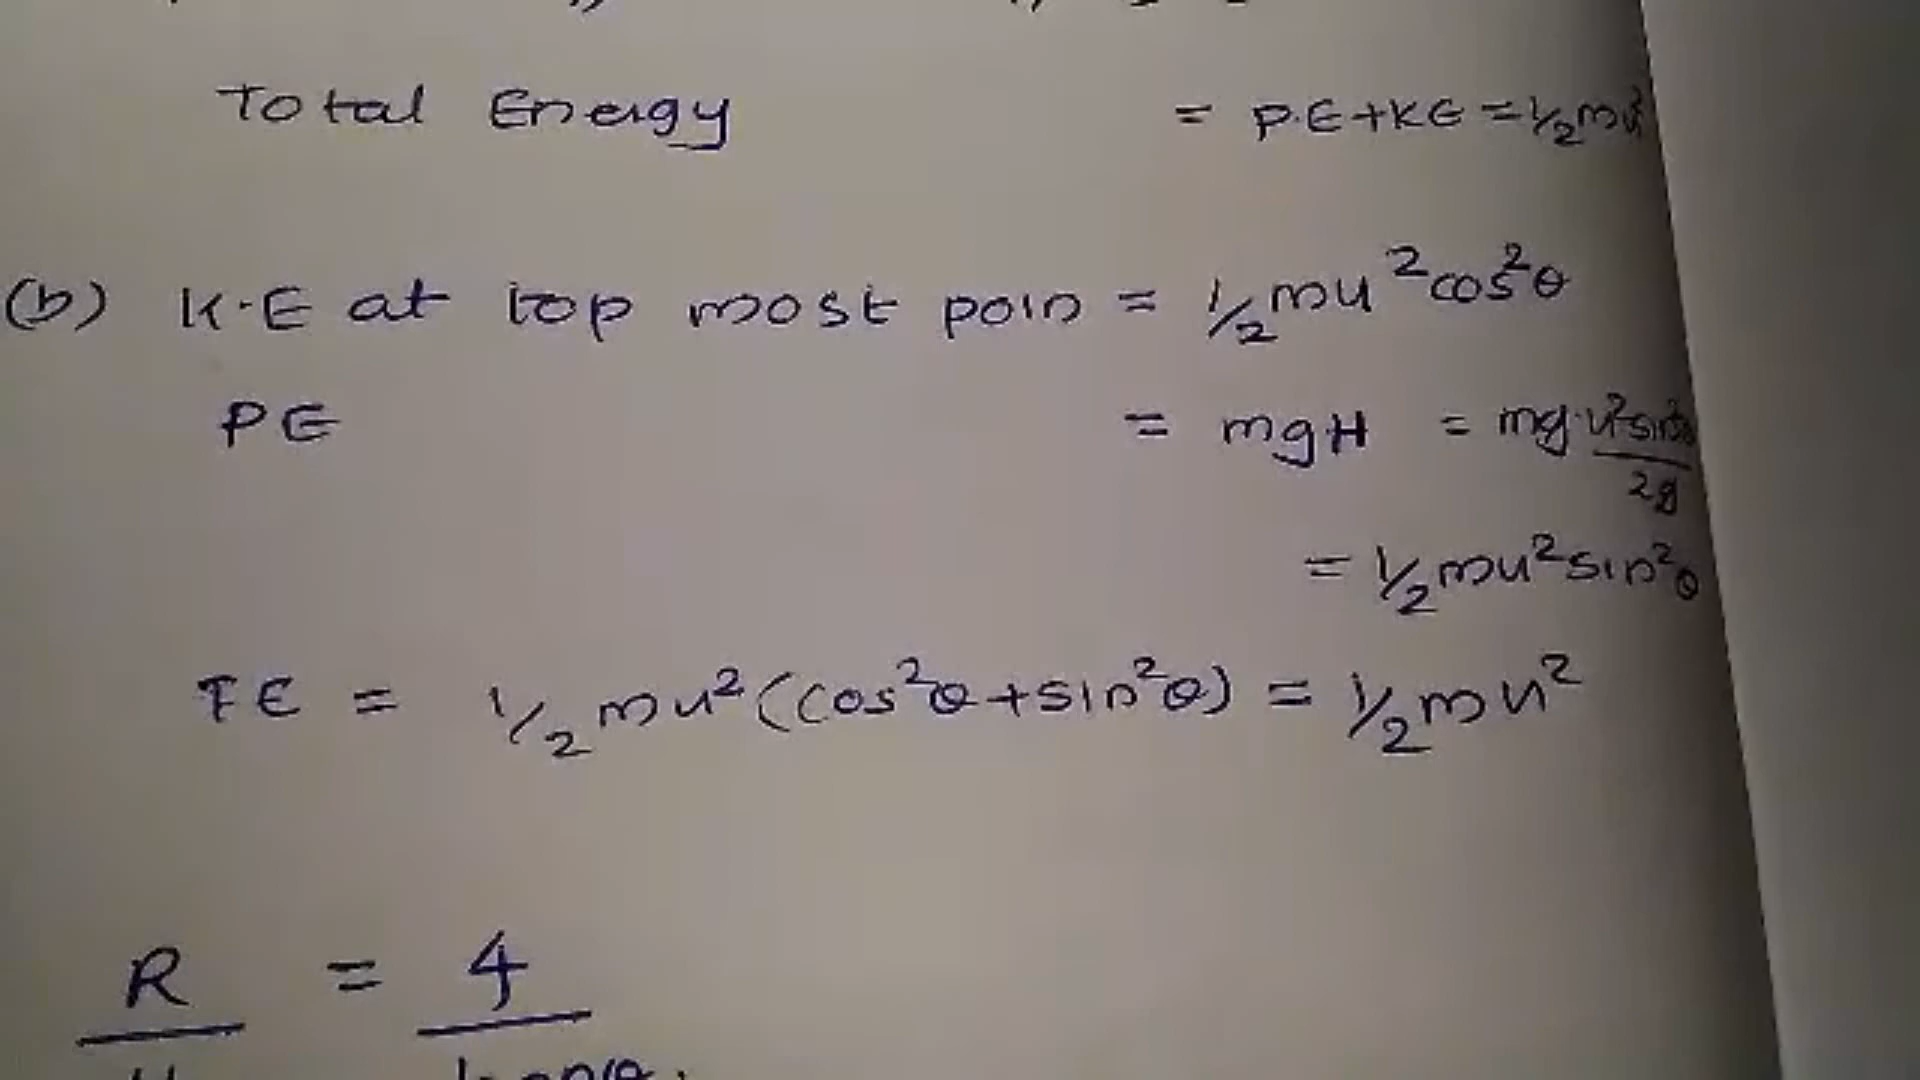 Total Energy = P.E+KE = 1/2mu²
(b) K.E at top most poin = 1/2mu²cos²θ
PE = mgH = mg.u²sin²θ
2g
= 1/2mu²sin²θ
TE = 1/2mu²(cos²θ+sin²θ) = 1/2mu²
R = 4